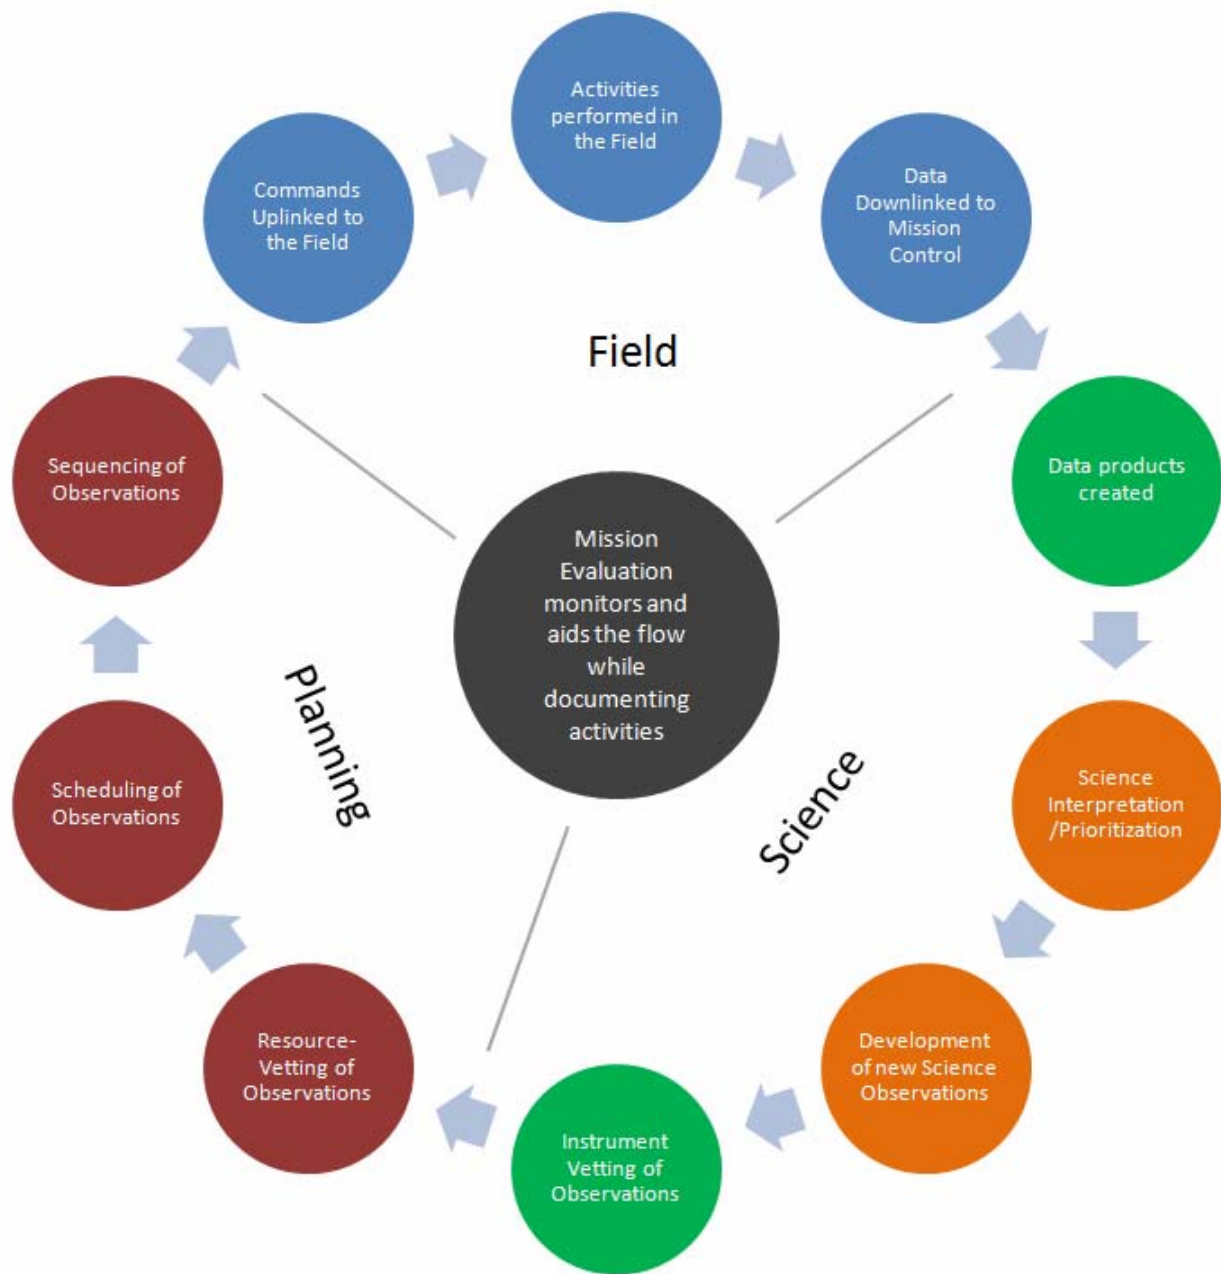 Activities
performed in
the Field
Data
Downlinked to
Mission
Control
Data products
created
Science
Interpretation
/Prioritization
Development
of new Science
Observations
Instrument
Vetting of
Observations
Resource-
Vetting of
Observations
Scheduling of
Observations
Sequencing of
Observations
Commands
Uplinked to
the Field
Field
Science
Planning
Mission
Evaluation
monitors and
aids the flow
while
documenting
activities